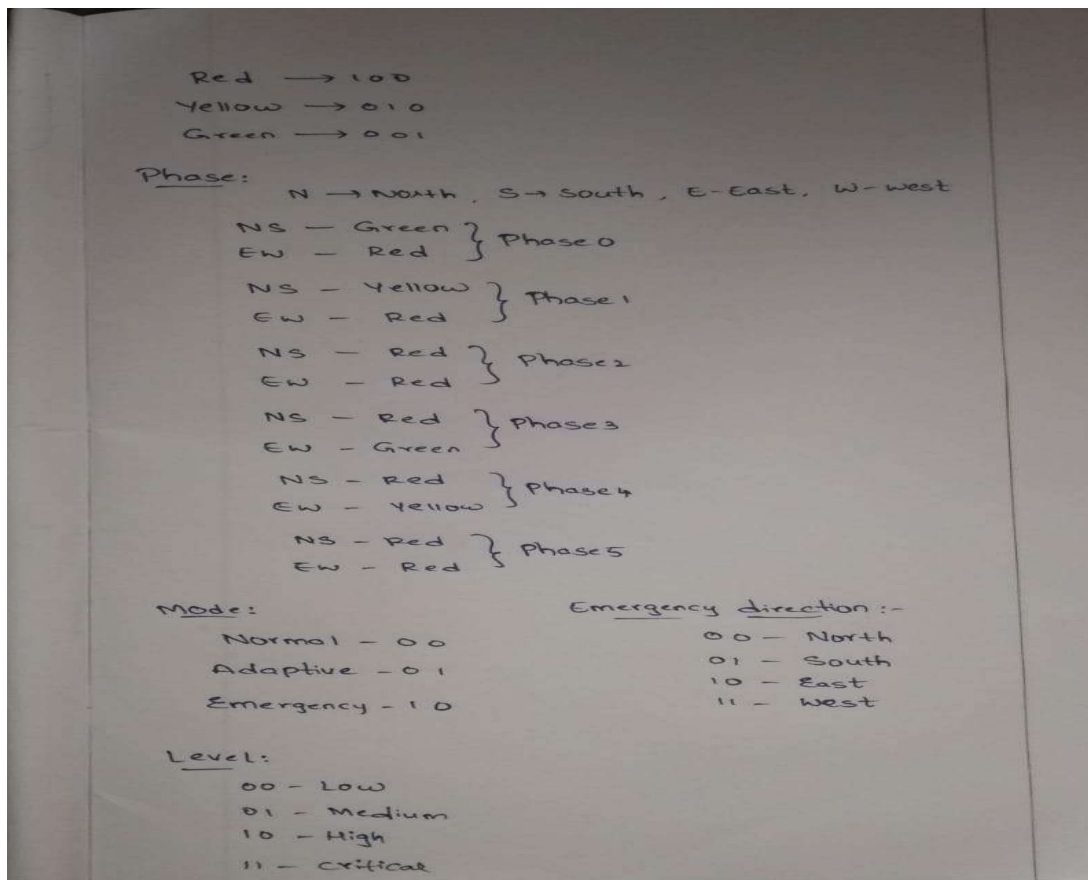 Red → 100
Yellow → 010
Green → 001
Phase:
N → North, S → South, E-East, W-West
NS - Green } Phase 0
EW - Red
NS - Yellow } Phase 1
EW - Red
NS - Red } Phase 2
EW - Red
NS - Red } Phase 3
EW - Green
NS - Red } Phase 4
EW - Yellow
NS - Red } Phase 5
EW - Red
Mode:
Normal - 00
Adaptive - 01
Emergency - 10
Emergency direction :-
00 - North
01 - South
10 - East
11 - West
Level:
00 - Low
01 - Medium
10 - High
11 - Critical